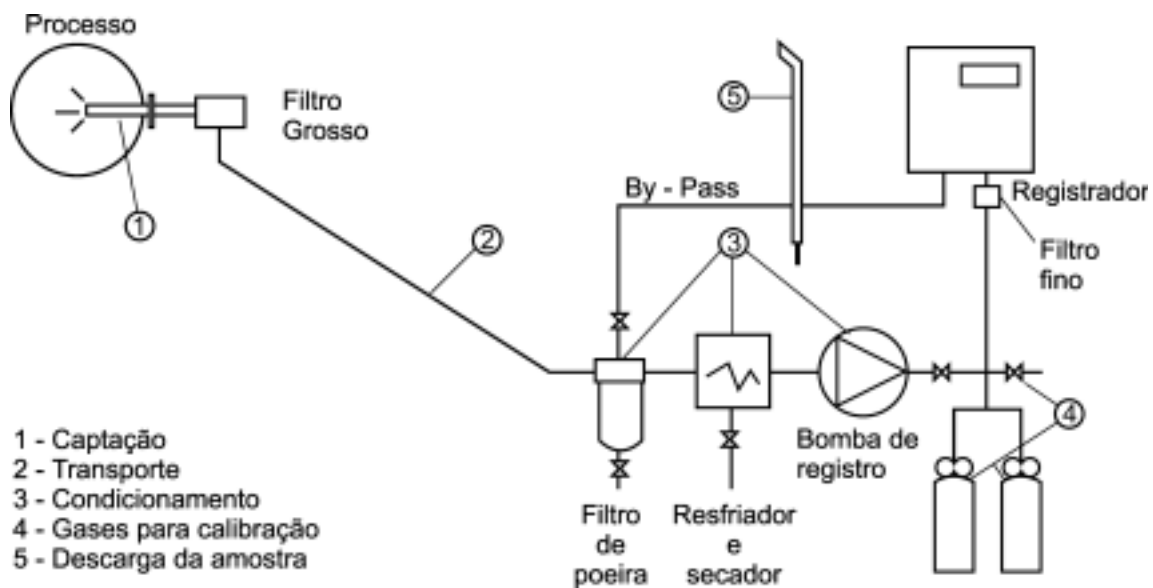 Processo
Filtro
Grosso
1
2
By - Pass
5
3
Registrador
Filtro
fino
4
Bomba de
registro
Filtro
de
poeira
Resfriador
e
secador
1 - Captação
2 - Transporte
3 - Condicionamento
4 - Gases para calibração
5 - Descarga da amostra